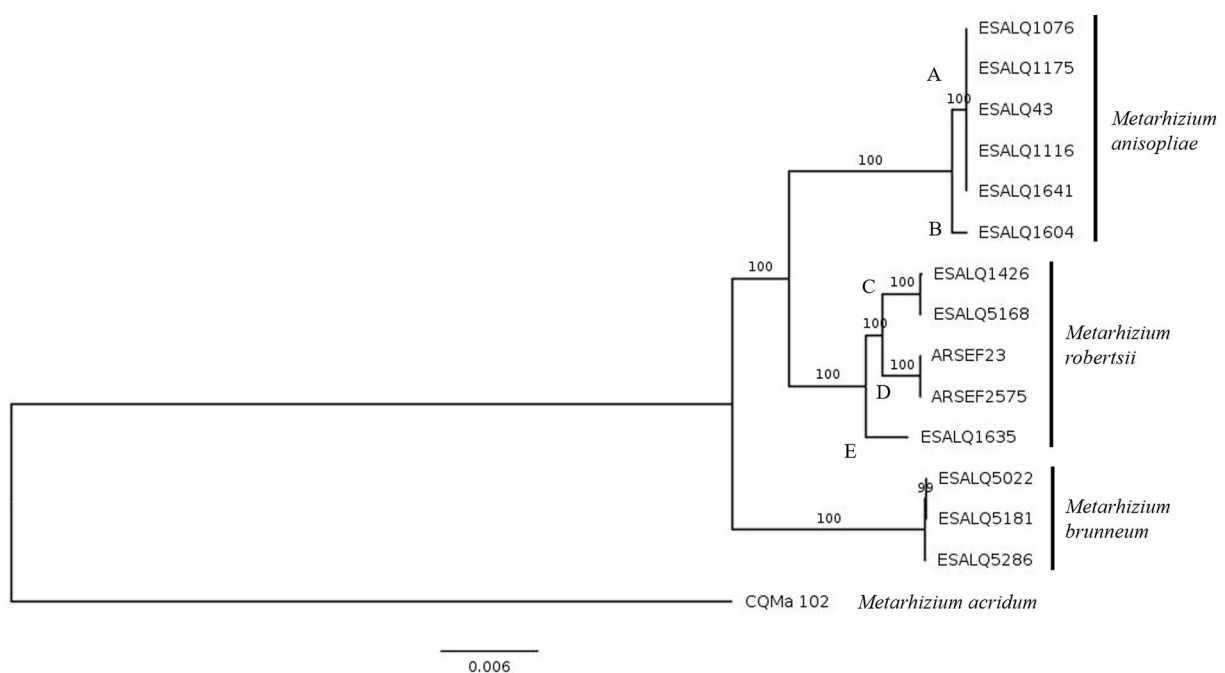 ESALQ1076
A
ESALQ1175
100
ESALQ43
Metarhizium
anisopliae
ESALQ1116
100
ESALQ1641
B
ESALQ1604
100
ESALQ1426
C
100
ESALQ5168
100
Metarhizium
robertsii
ARSEF23
100
100
D
ARSEF2575
ESALQ1635
E
ESALQ5022
99
Metarhizium
brunneum
ESALQ5181
100
ESALQ5286
CQMa 102 Metarhizium acridum
0.006